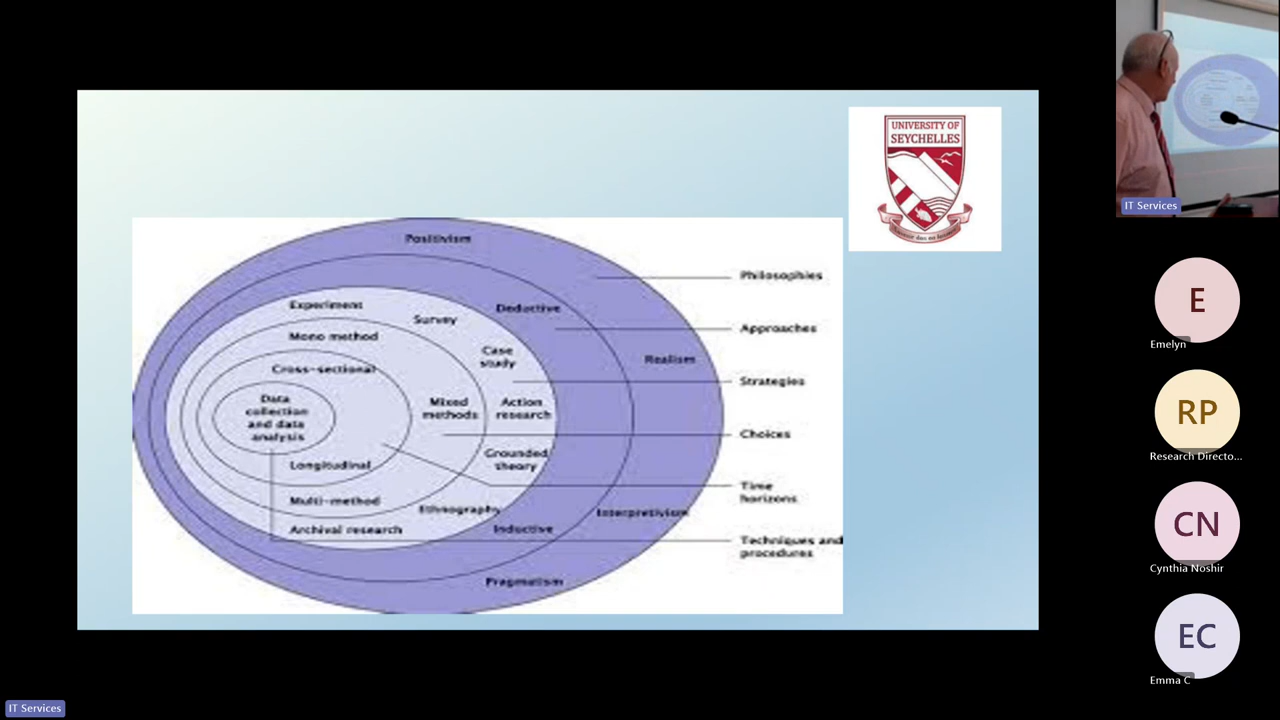 UNIVERSITY OF
SEYCHELLES
Positivism
Philosophies
Experiment
Deductive
Survey
Approaches
Mono method
Case
study
Realism
Cross-sectional
Strategies
Data
collection
and data
analysis
Mixed
methods
Action
research
Choices
Grounded
theory
Longitudinal
Time
horizons
Multi-method
Ethnography
Interpretivism
Archival research
Inductive
Techniques and
procedures
Pragmatism
IT Services
E
Emelyn
RP
Research Directo...
CN
Cynthia Noshir
EC
Emma C
IT Services